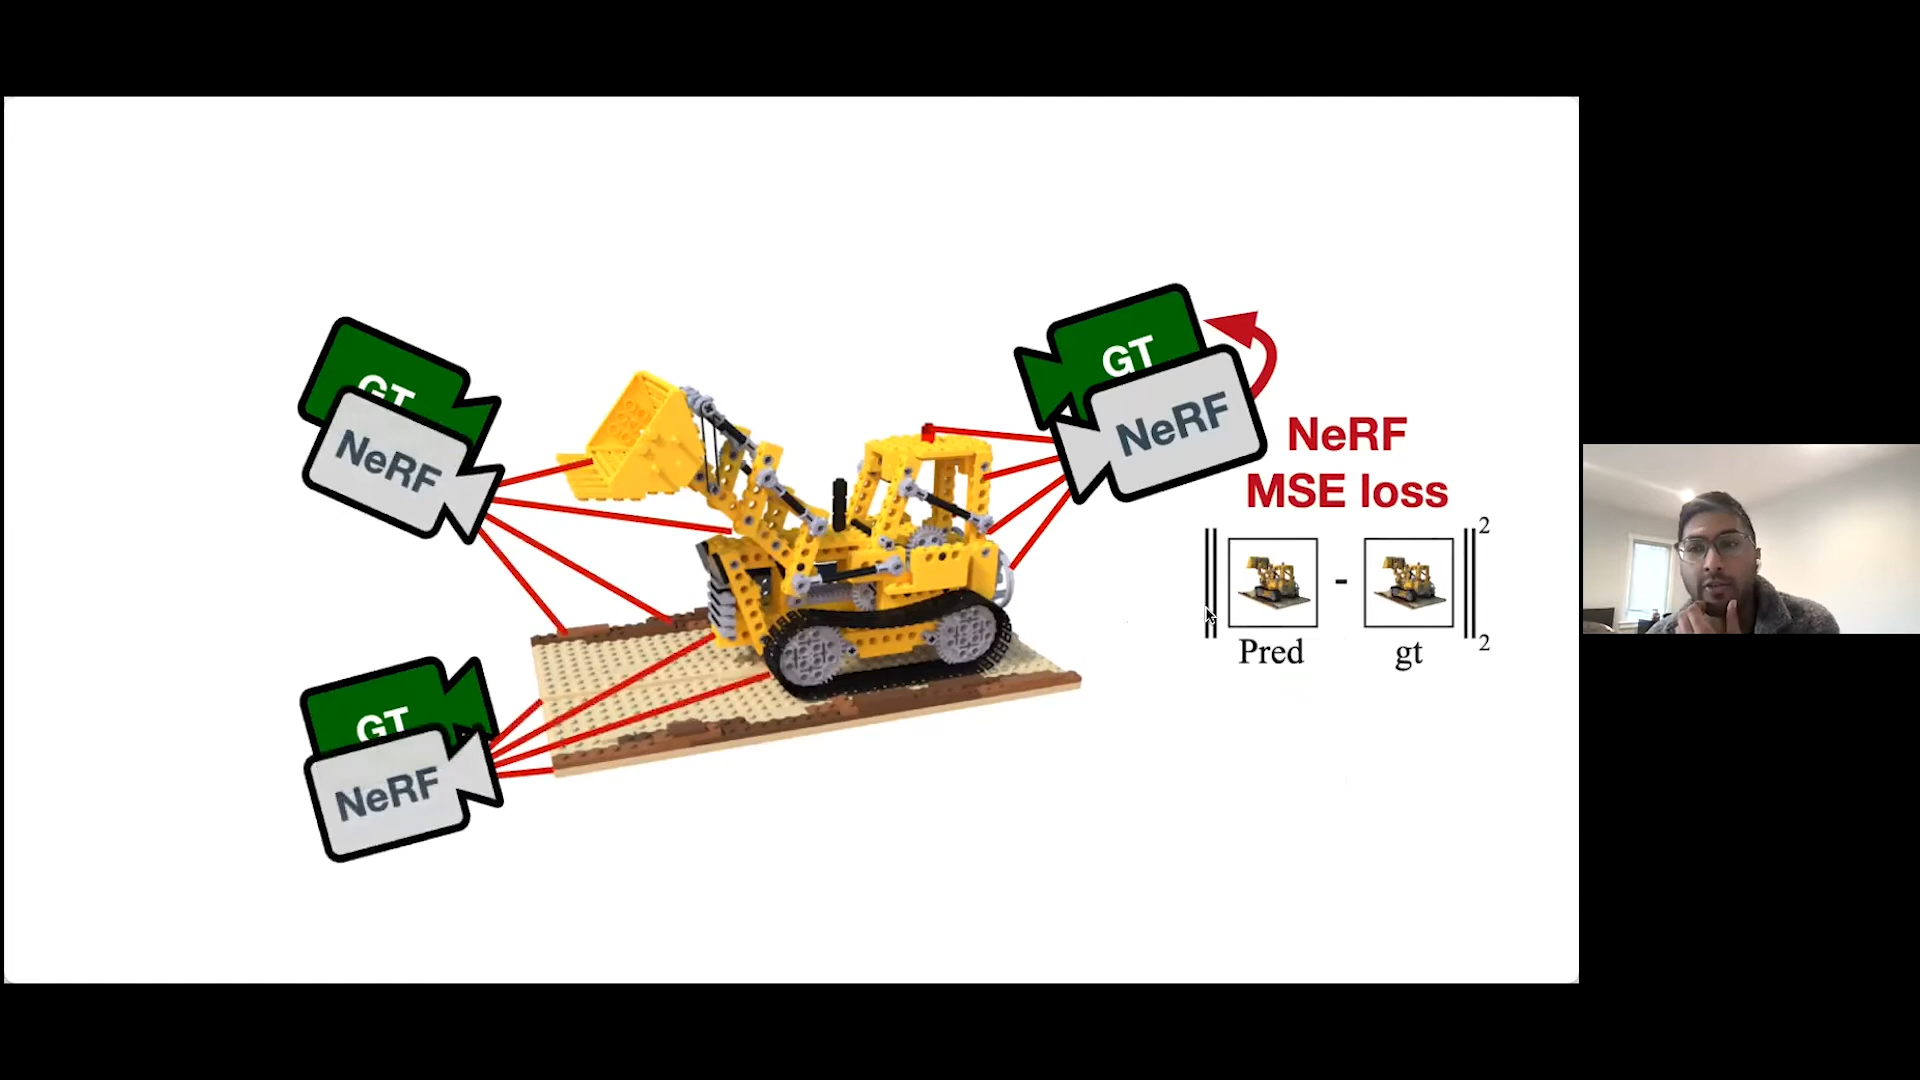 GT
NeRF
GT
NeRF
NeRF
MSE loss
‖ - ‖
2
2
Pred gt
GT
NeRF